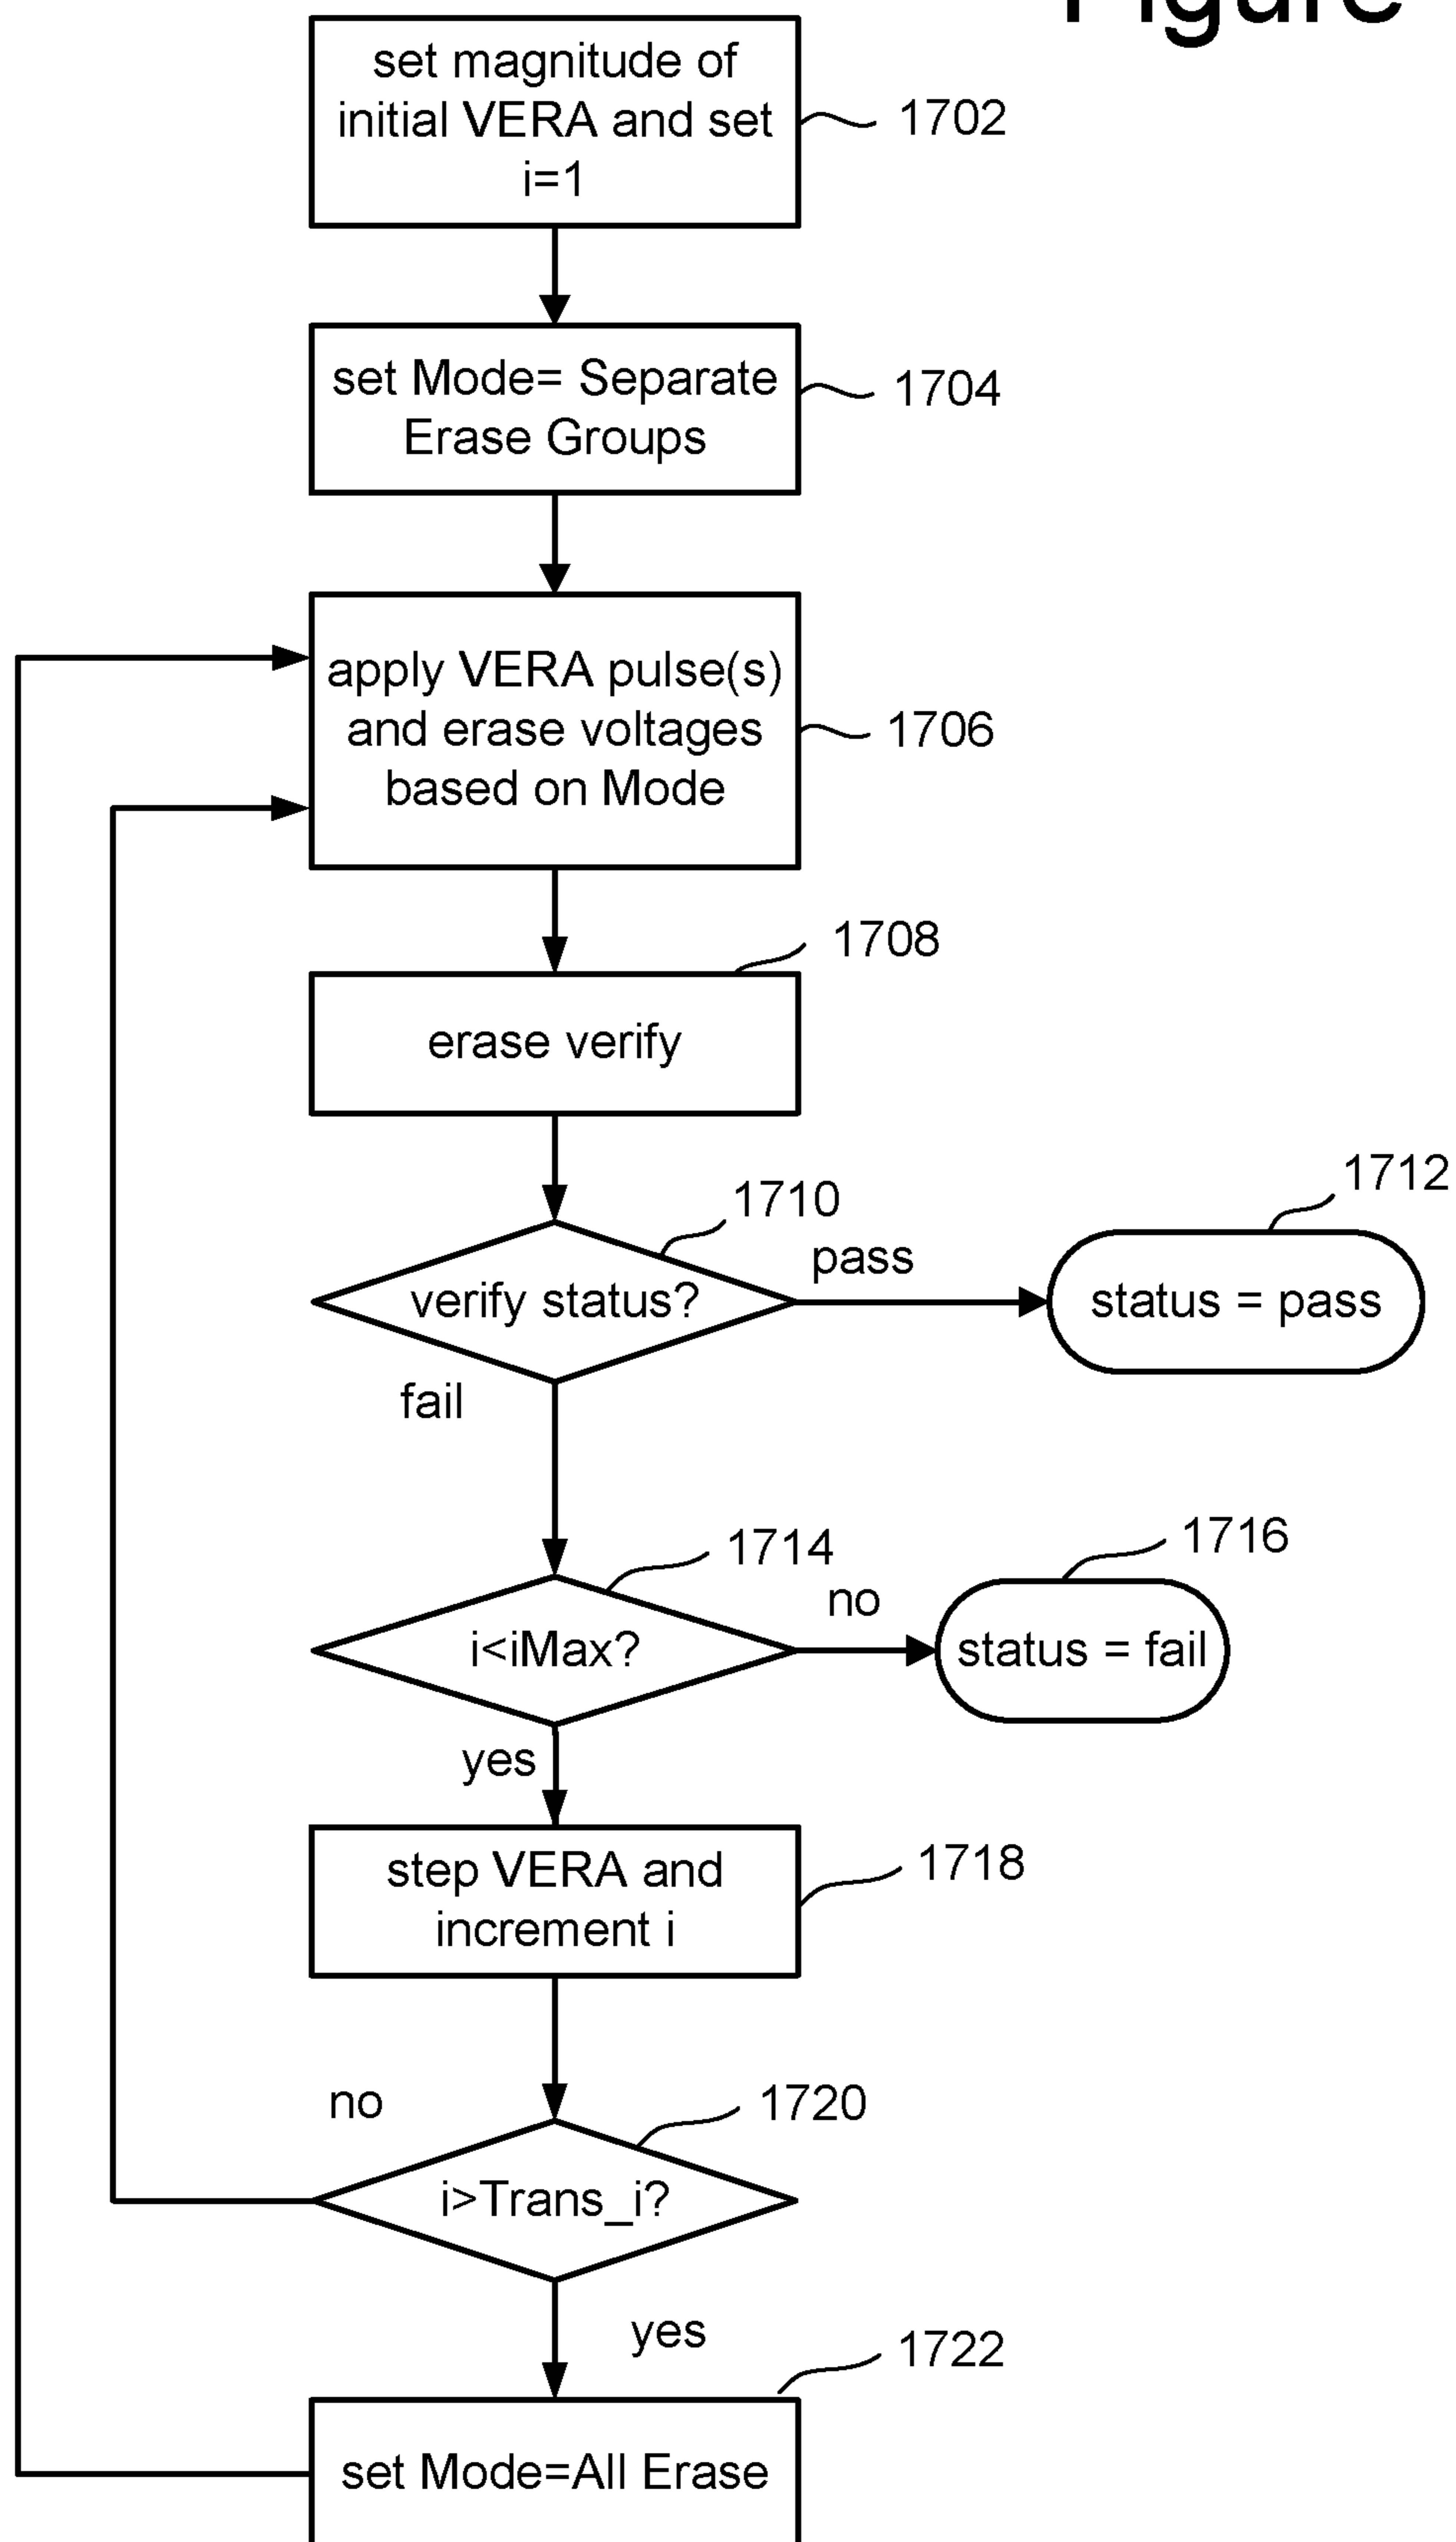 Figure
set magnitude of
initial VERA and set
i=1
1702
set Mode= Separate
Erase Groups
1704
apply VERA pulse(s)
and erase voltages
based on Mode
1706
1708
erase verify
1710
verify status?
pass
1712
status = pass
fail
1714
i<iMax?
no
1716
status = fail
yes
step VERA and
increment i
1718
no
1720
i>Trans_i?
yes
1722
set Mode=All Erase